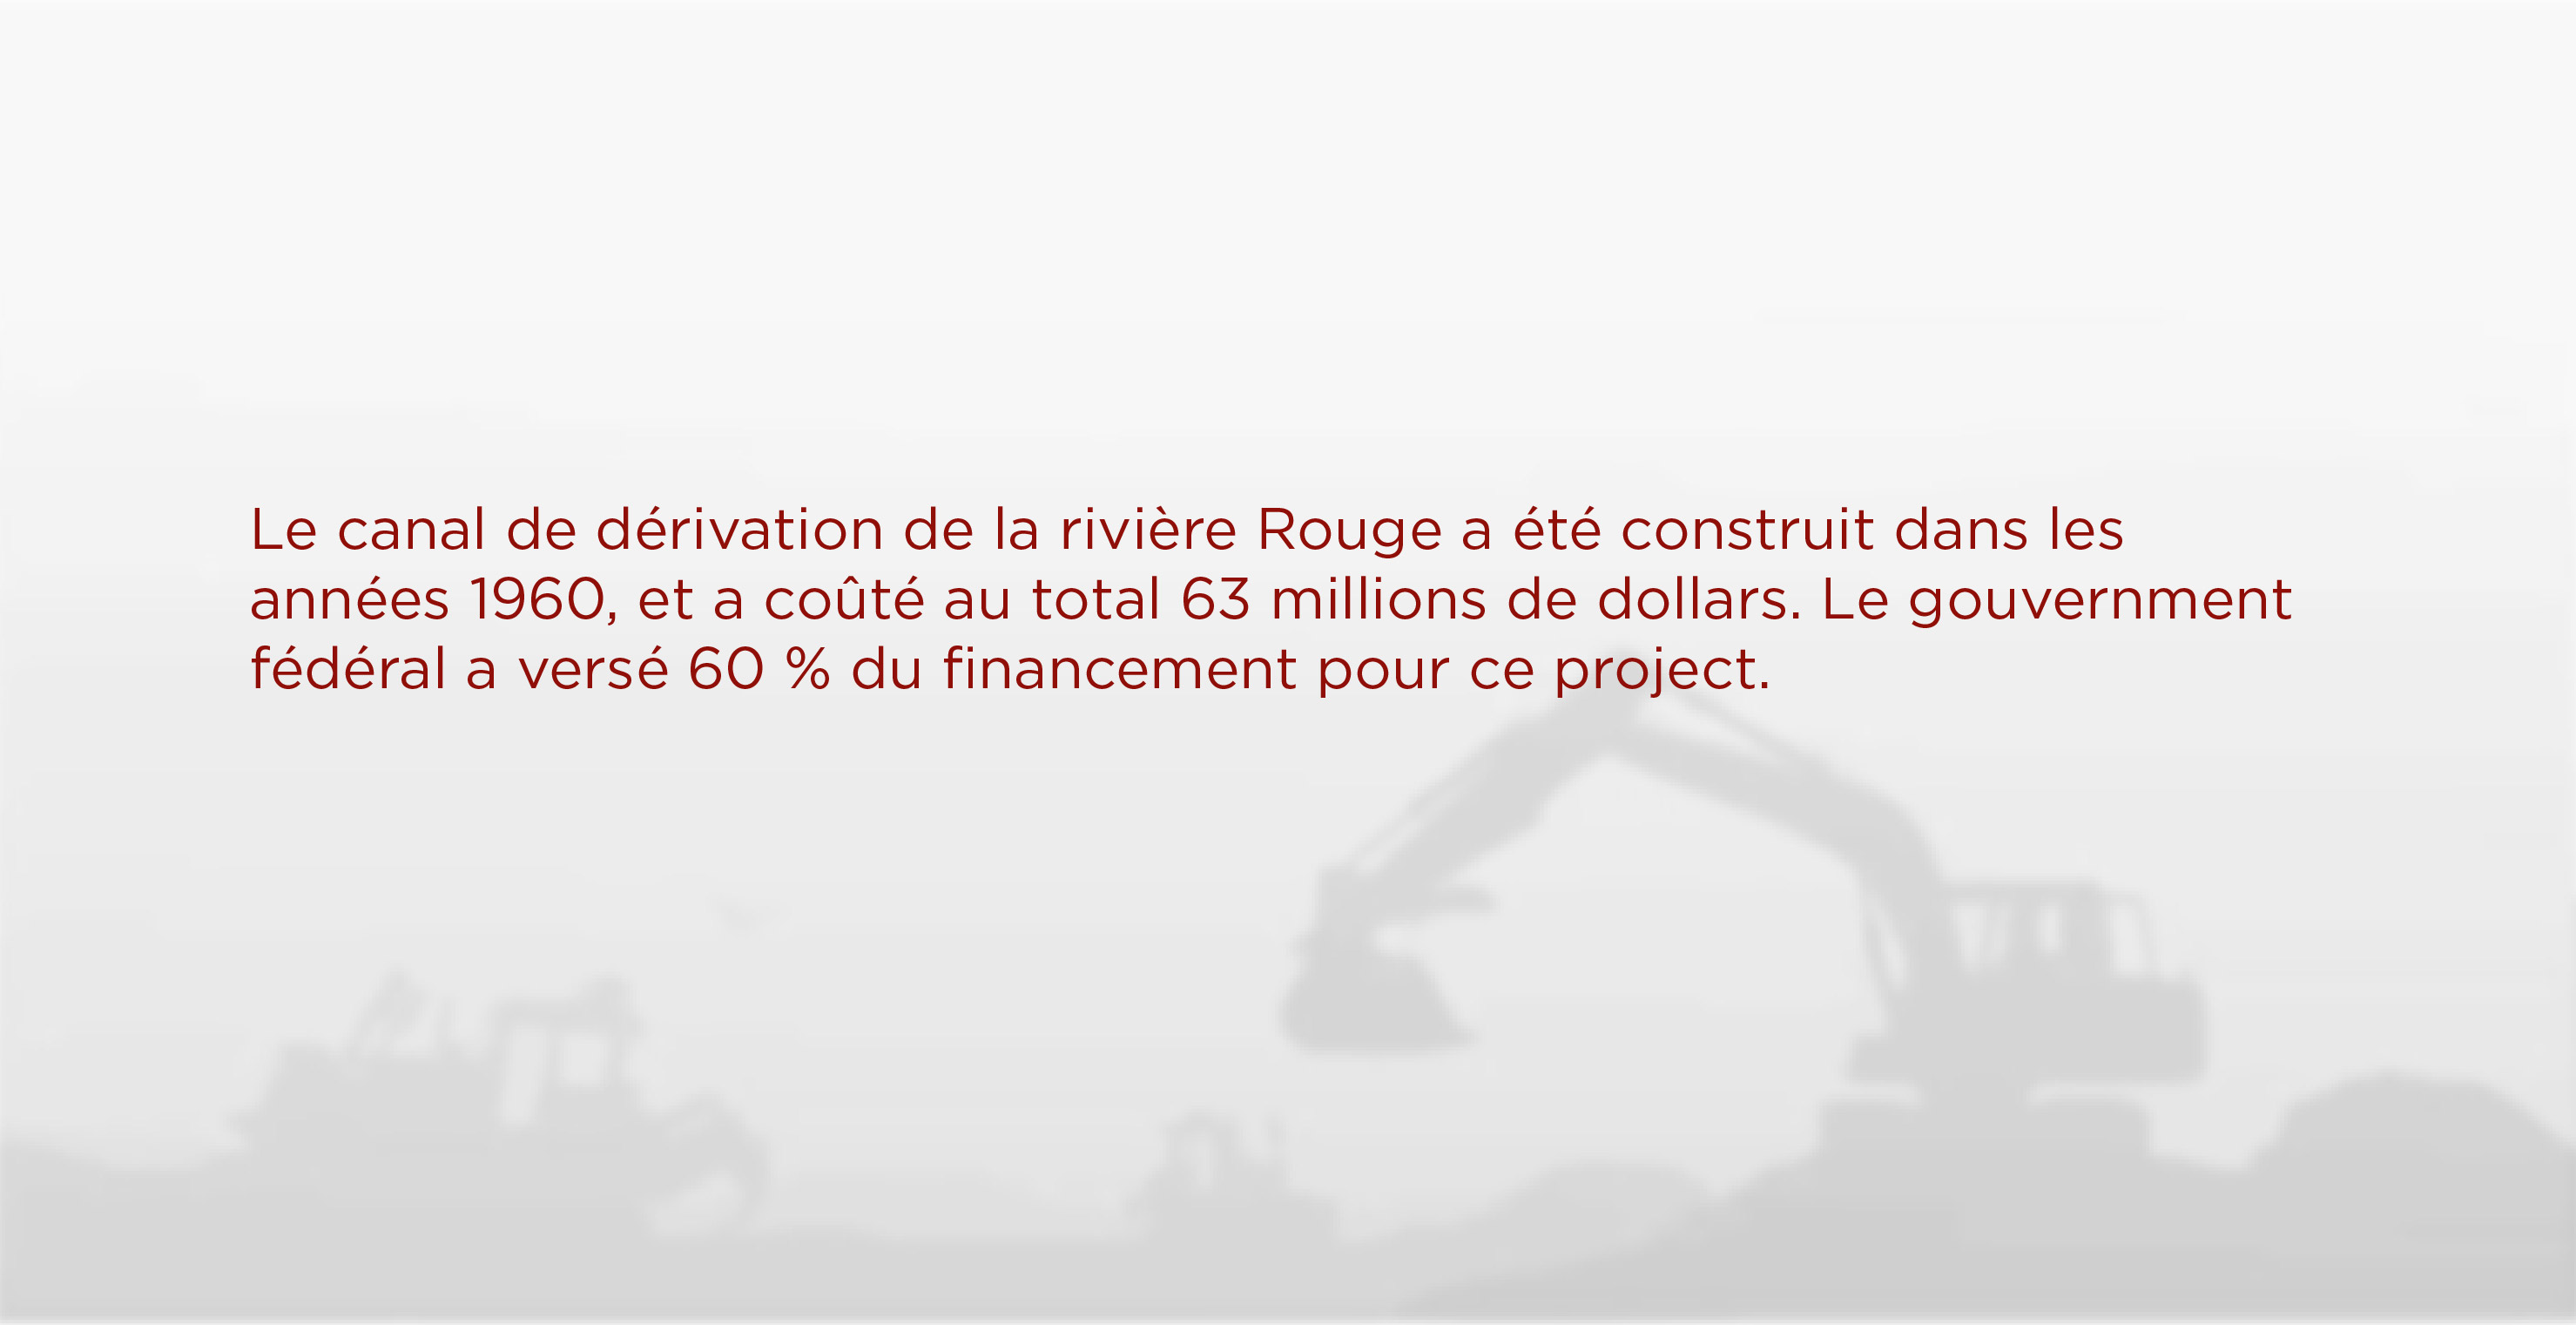 Le canal de dérivation de la rivière Rouge a été construit dans les
années 1960, et a coûté au total 63 millions de dollars. Le gouvernment
fédéral a versé 60 % du financement pour ce project.